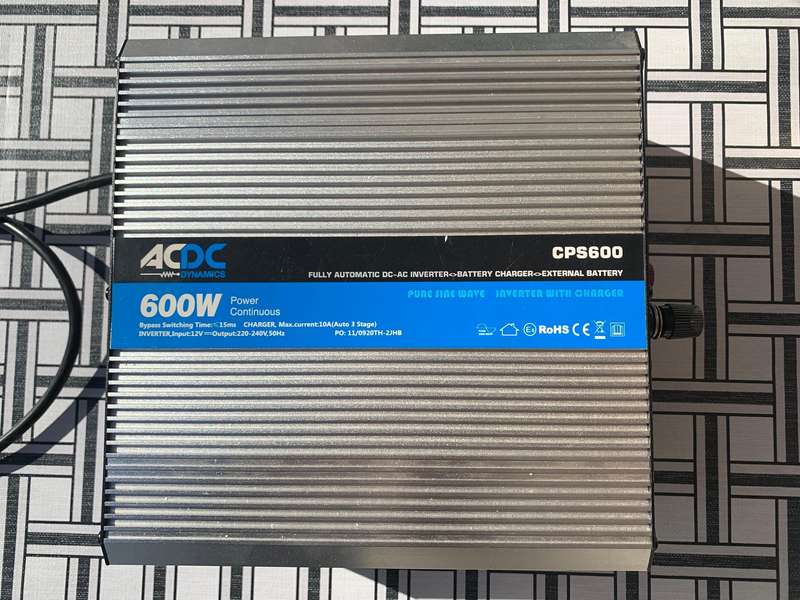 ACDC
DYNAMICS
CPS600
FULLY AUTOMATIC DC-AC INVERTER<>BATTERY CHARGER<>EXTERNAL BATTERY
PURE SINE WAVE INVERTER WITH CHARGER
600W Power Continuous
Bypass Switching Time:≤15ms CHARGER, Max.current:10A(Auto 3 Stage)
INVERTER,Input:12V⎓Output:220-240V,50Hz PO: 11/0920TH-2JHB
RoHS CE